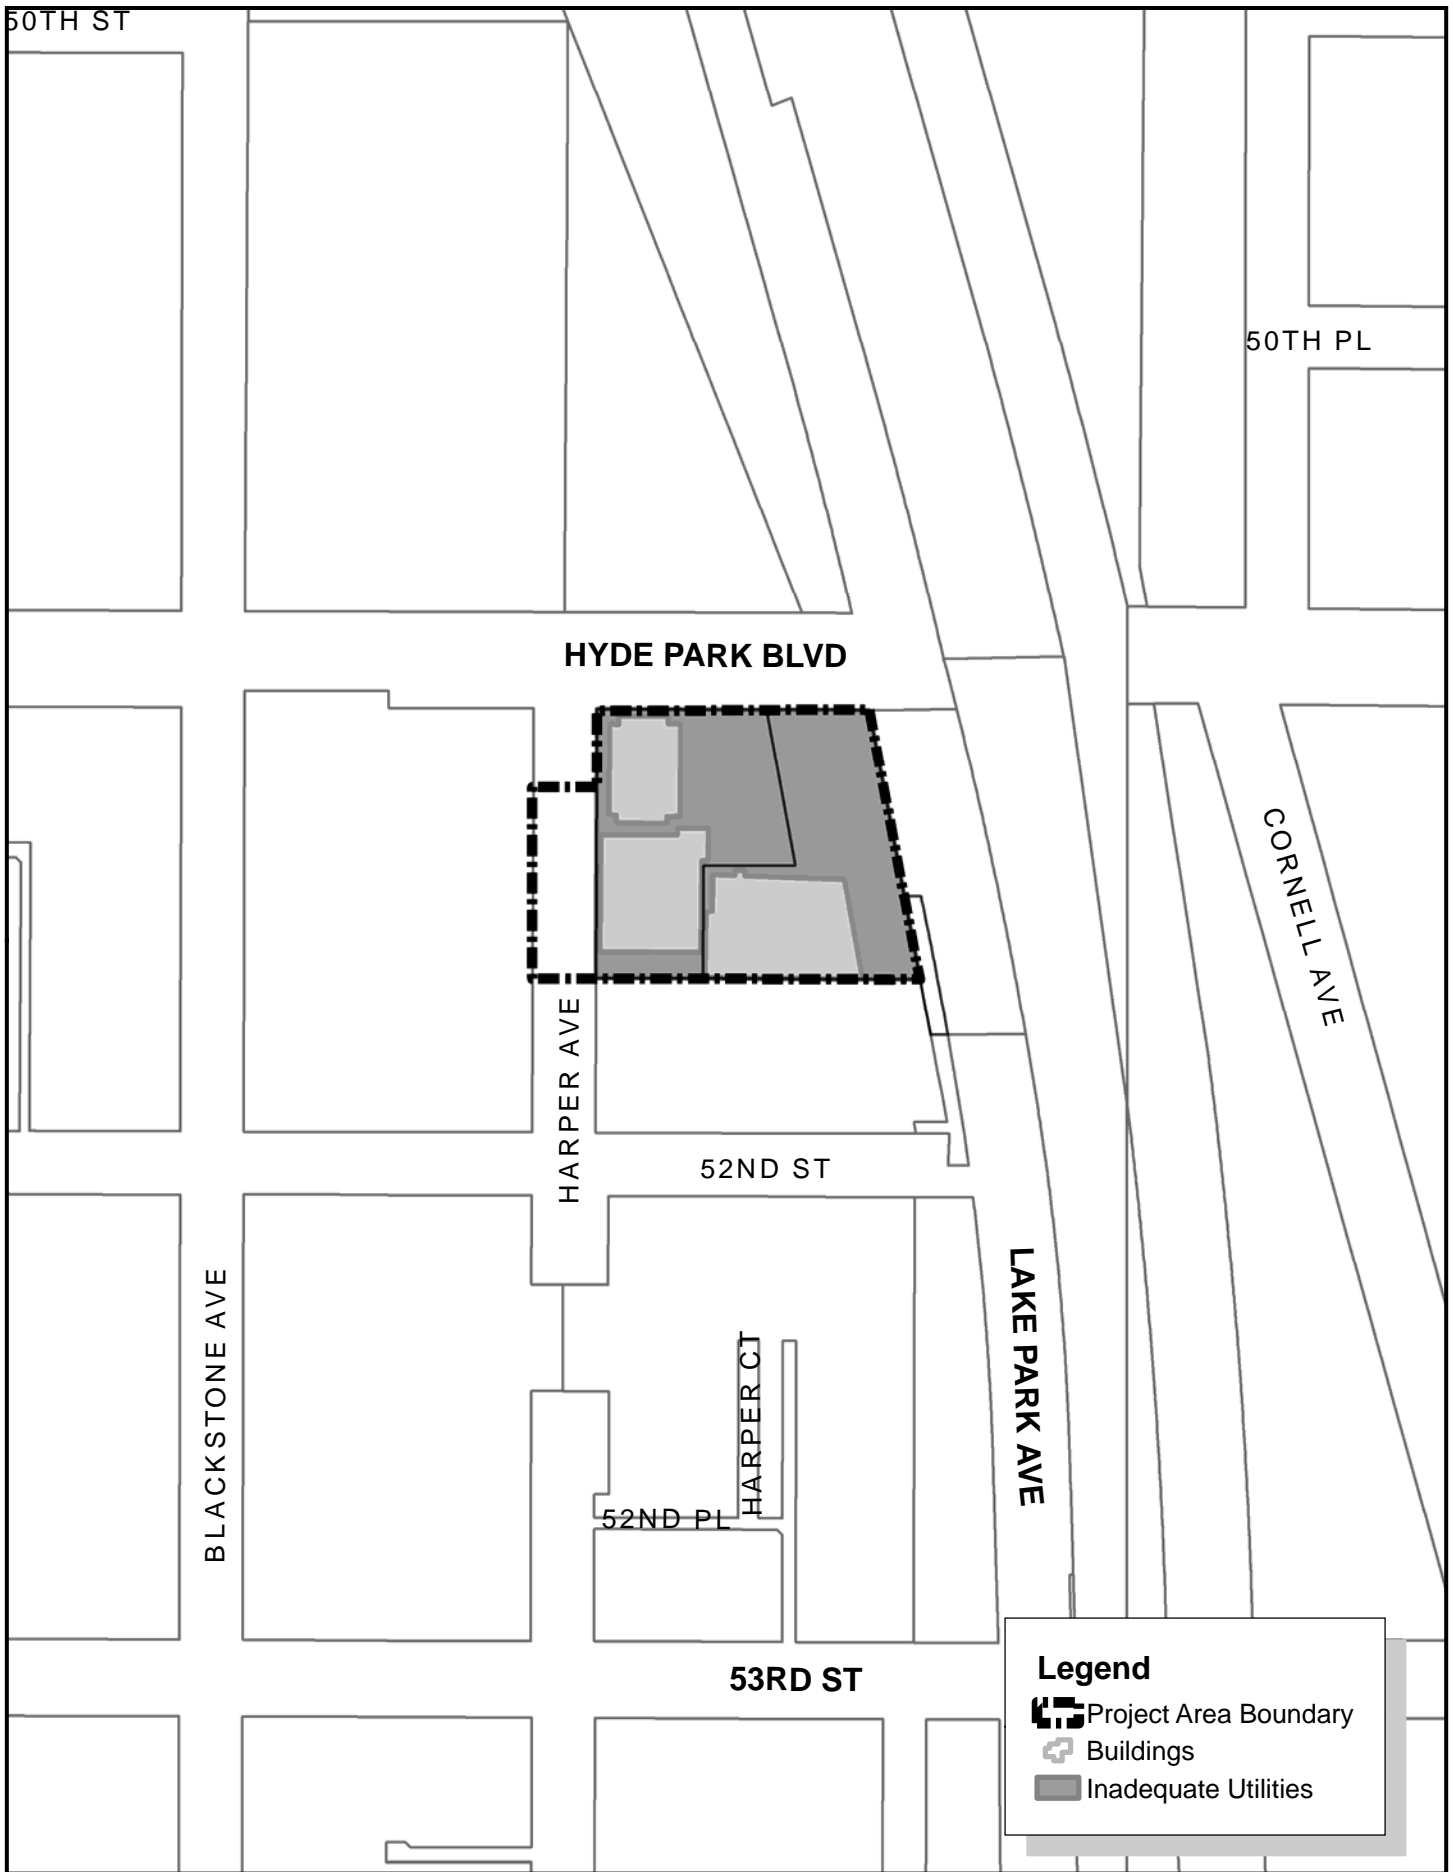 50TH ST
50TH PL
HYDE PARK BLVD
CORNELL AVE
HARPER AVE
52ND ST
LAKE PARK AVE
BLACKSTONE AVE
HARPER CT
52ND PL
53RD ST
Legend
Project Area Boundary
Buildings
Inadequate Utilities